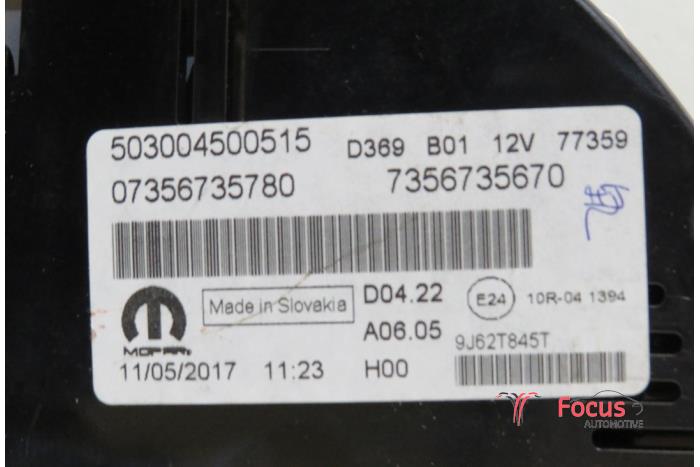 503004500515 D369 B01 12V 77359
07356735780 7356735670
Made in Slovakia D04.22 E24 10R-04 1394
A06.05 9J62T845T
MOPAR
11/05/2017 11:23 H00
Focus
AUTOMOTIVE